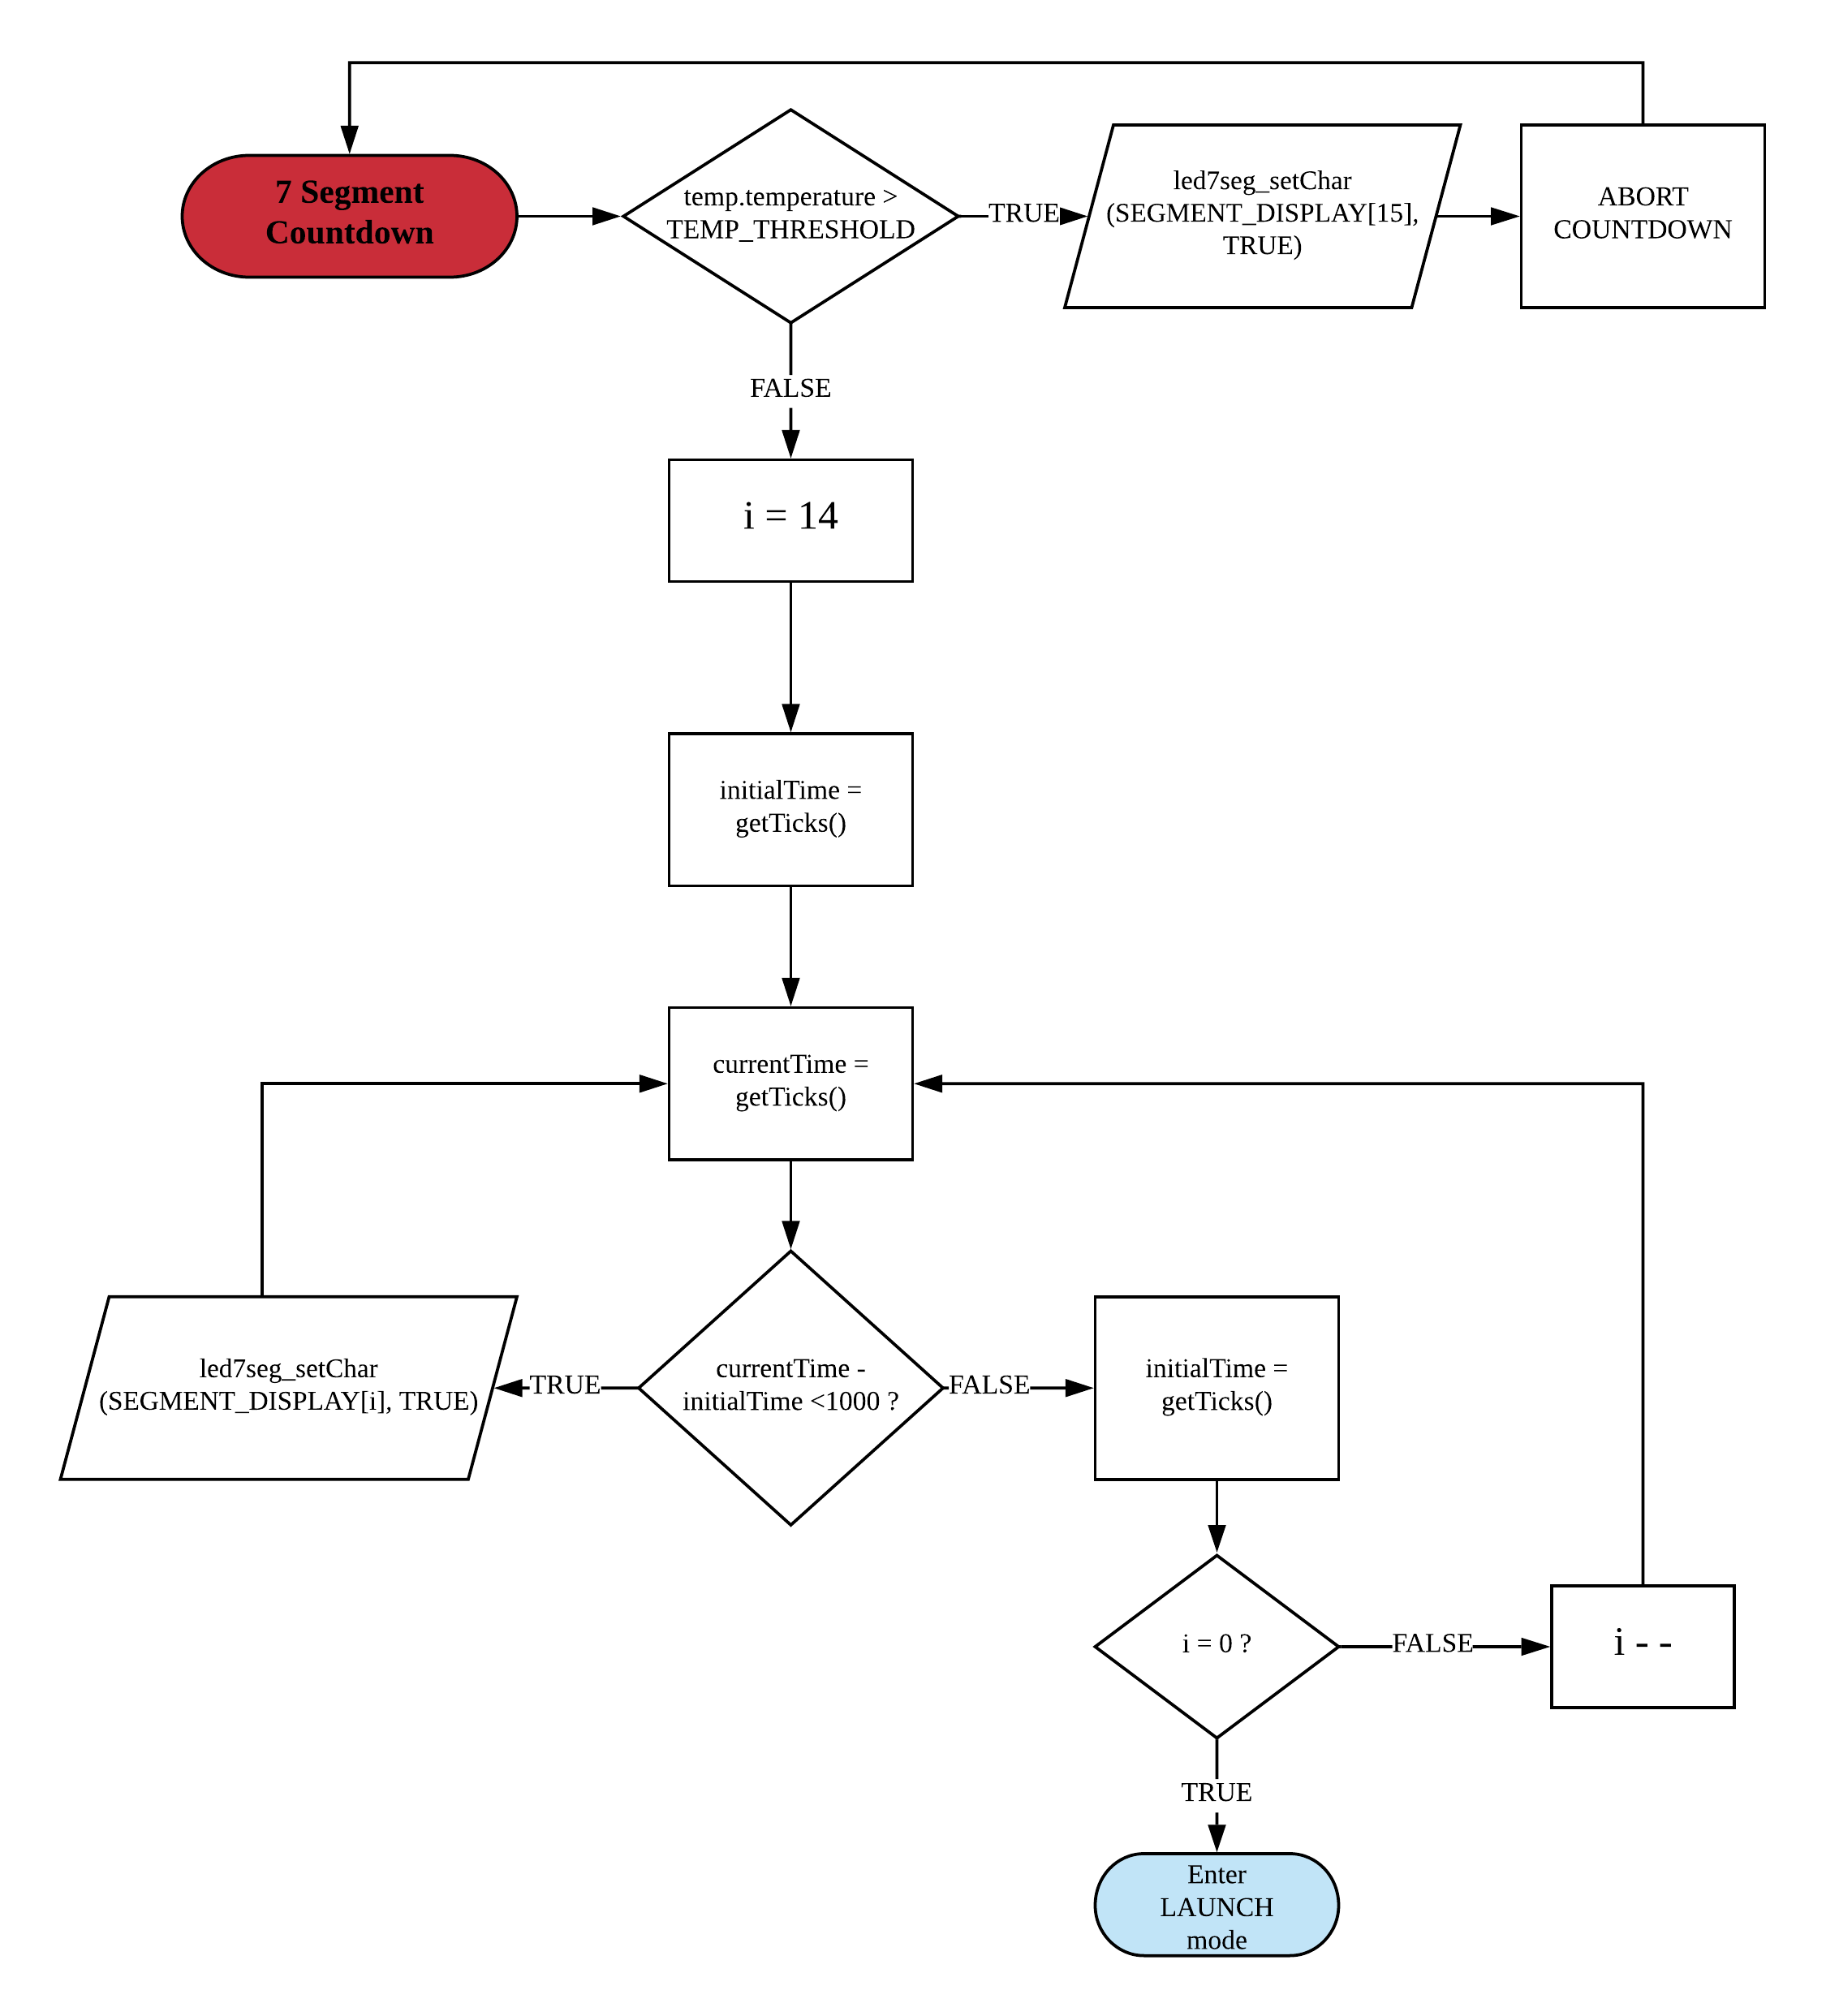 7 Segment
Countdown
temp.temperature >
TEMP_THRESHOLD
TRUE
led7seg_setChar
(SEGMENT_DISPLAY[15],
TRUE)
ABORT
COUNTDOWN
FALSE
i = 14
initialTime =
getTicks()
currentTime =
getTicks()
led7seg_setChar
(SEGMENT_DISPLAY[i], TRUE)
TRUE
currentTime -
initialTime <1000 ?
FALSE
initialTime =
getTicks()
i = 0 ?
FALSE
i - -
TRUE
Enter
LAUNCH
mode